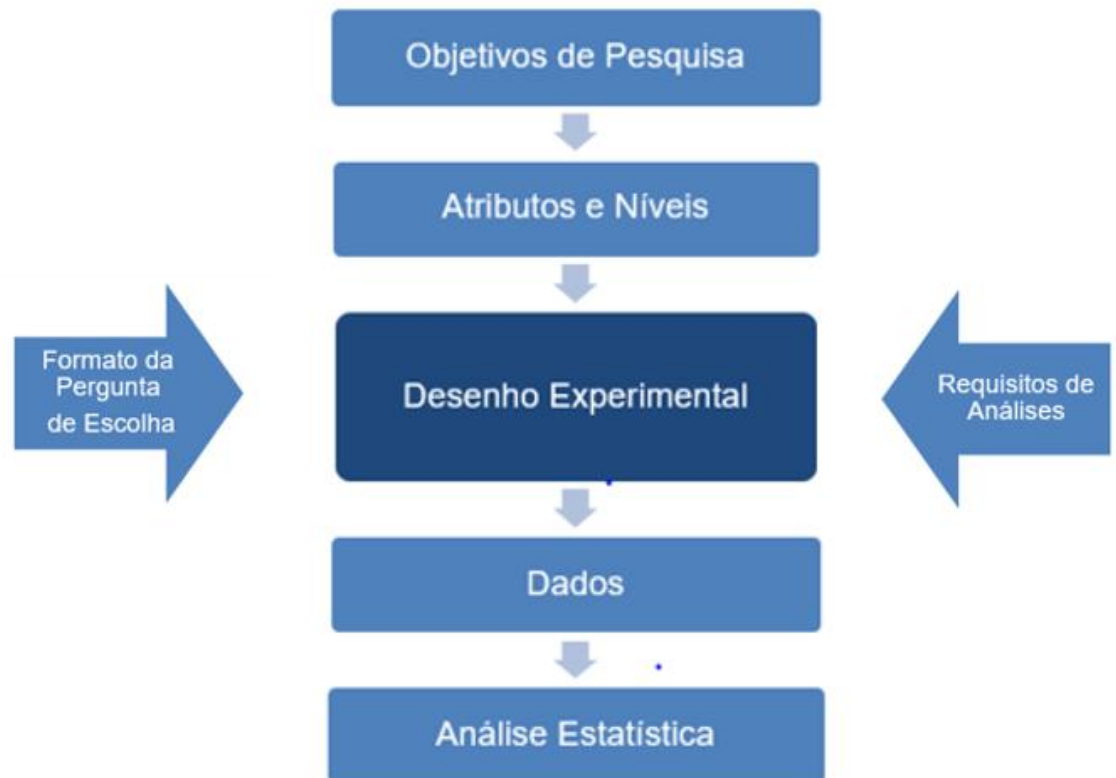 Objetivos de Pesquisa
Atributos e Níveis
Formato da
Pergunta
de Escolha
Desenho Experimental
Requisitos de
Análises
Dados
Análise Estatística